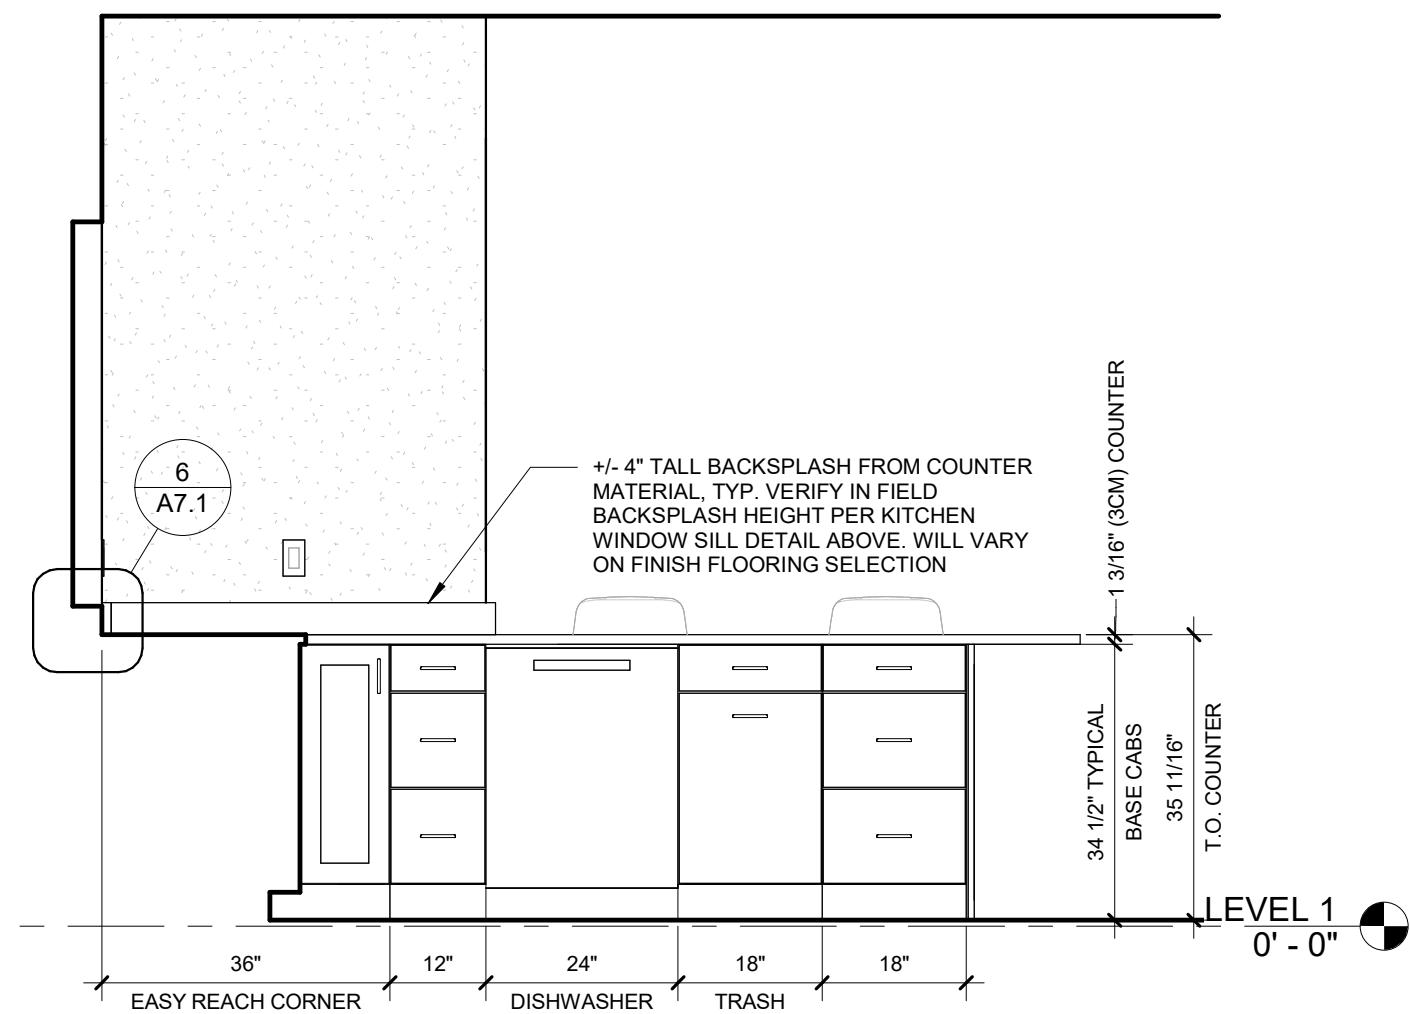 6
A7.1
+/- 4" TALL BACKSPLASH FROM COUNTER
MATERIAL, TYP. VERIFY IN FIELD
BACKSPLASH HEIGHT PER KITCHEN
WINDOW SILL DETAIL ABOVE. WILL VARY
ON FINISH FLOORING SELECTION
1 3/16" (3CM) COUNTER
34 1/2" TYPICAL
BASE CABS
35 11/16"
T.O. COUNTER
LEVEL 1
0' - 0"
36"
12"
24"
18"
18"
EASY REACH CORNER
DISHWASHER
TRASH